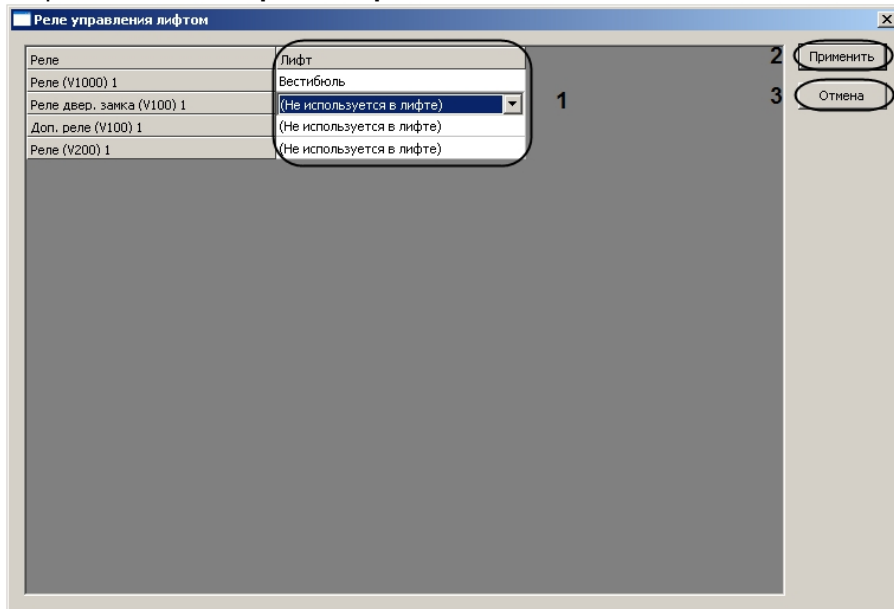 Реле управления лифтом
Реле Лифт
Реле (V1000) 1 Вестибюль
Реле двер. замка (V100) 1 (Не используется в лифте)
Доп. реле (V100) 1 (Не используется в лифте)
Реле (V200) 1 (Не используется в лифте)
1
2 Применить
3 Отмена